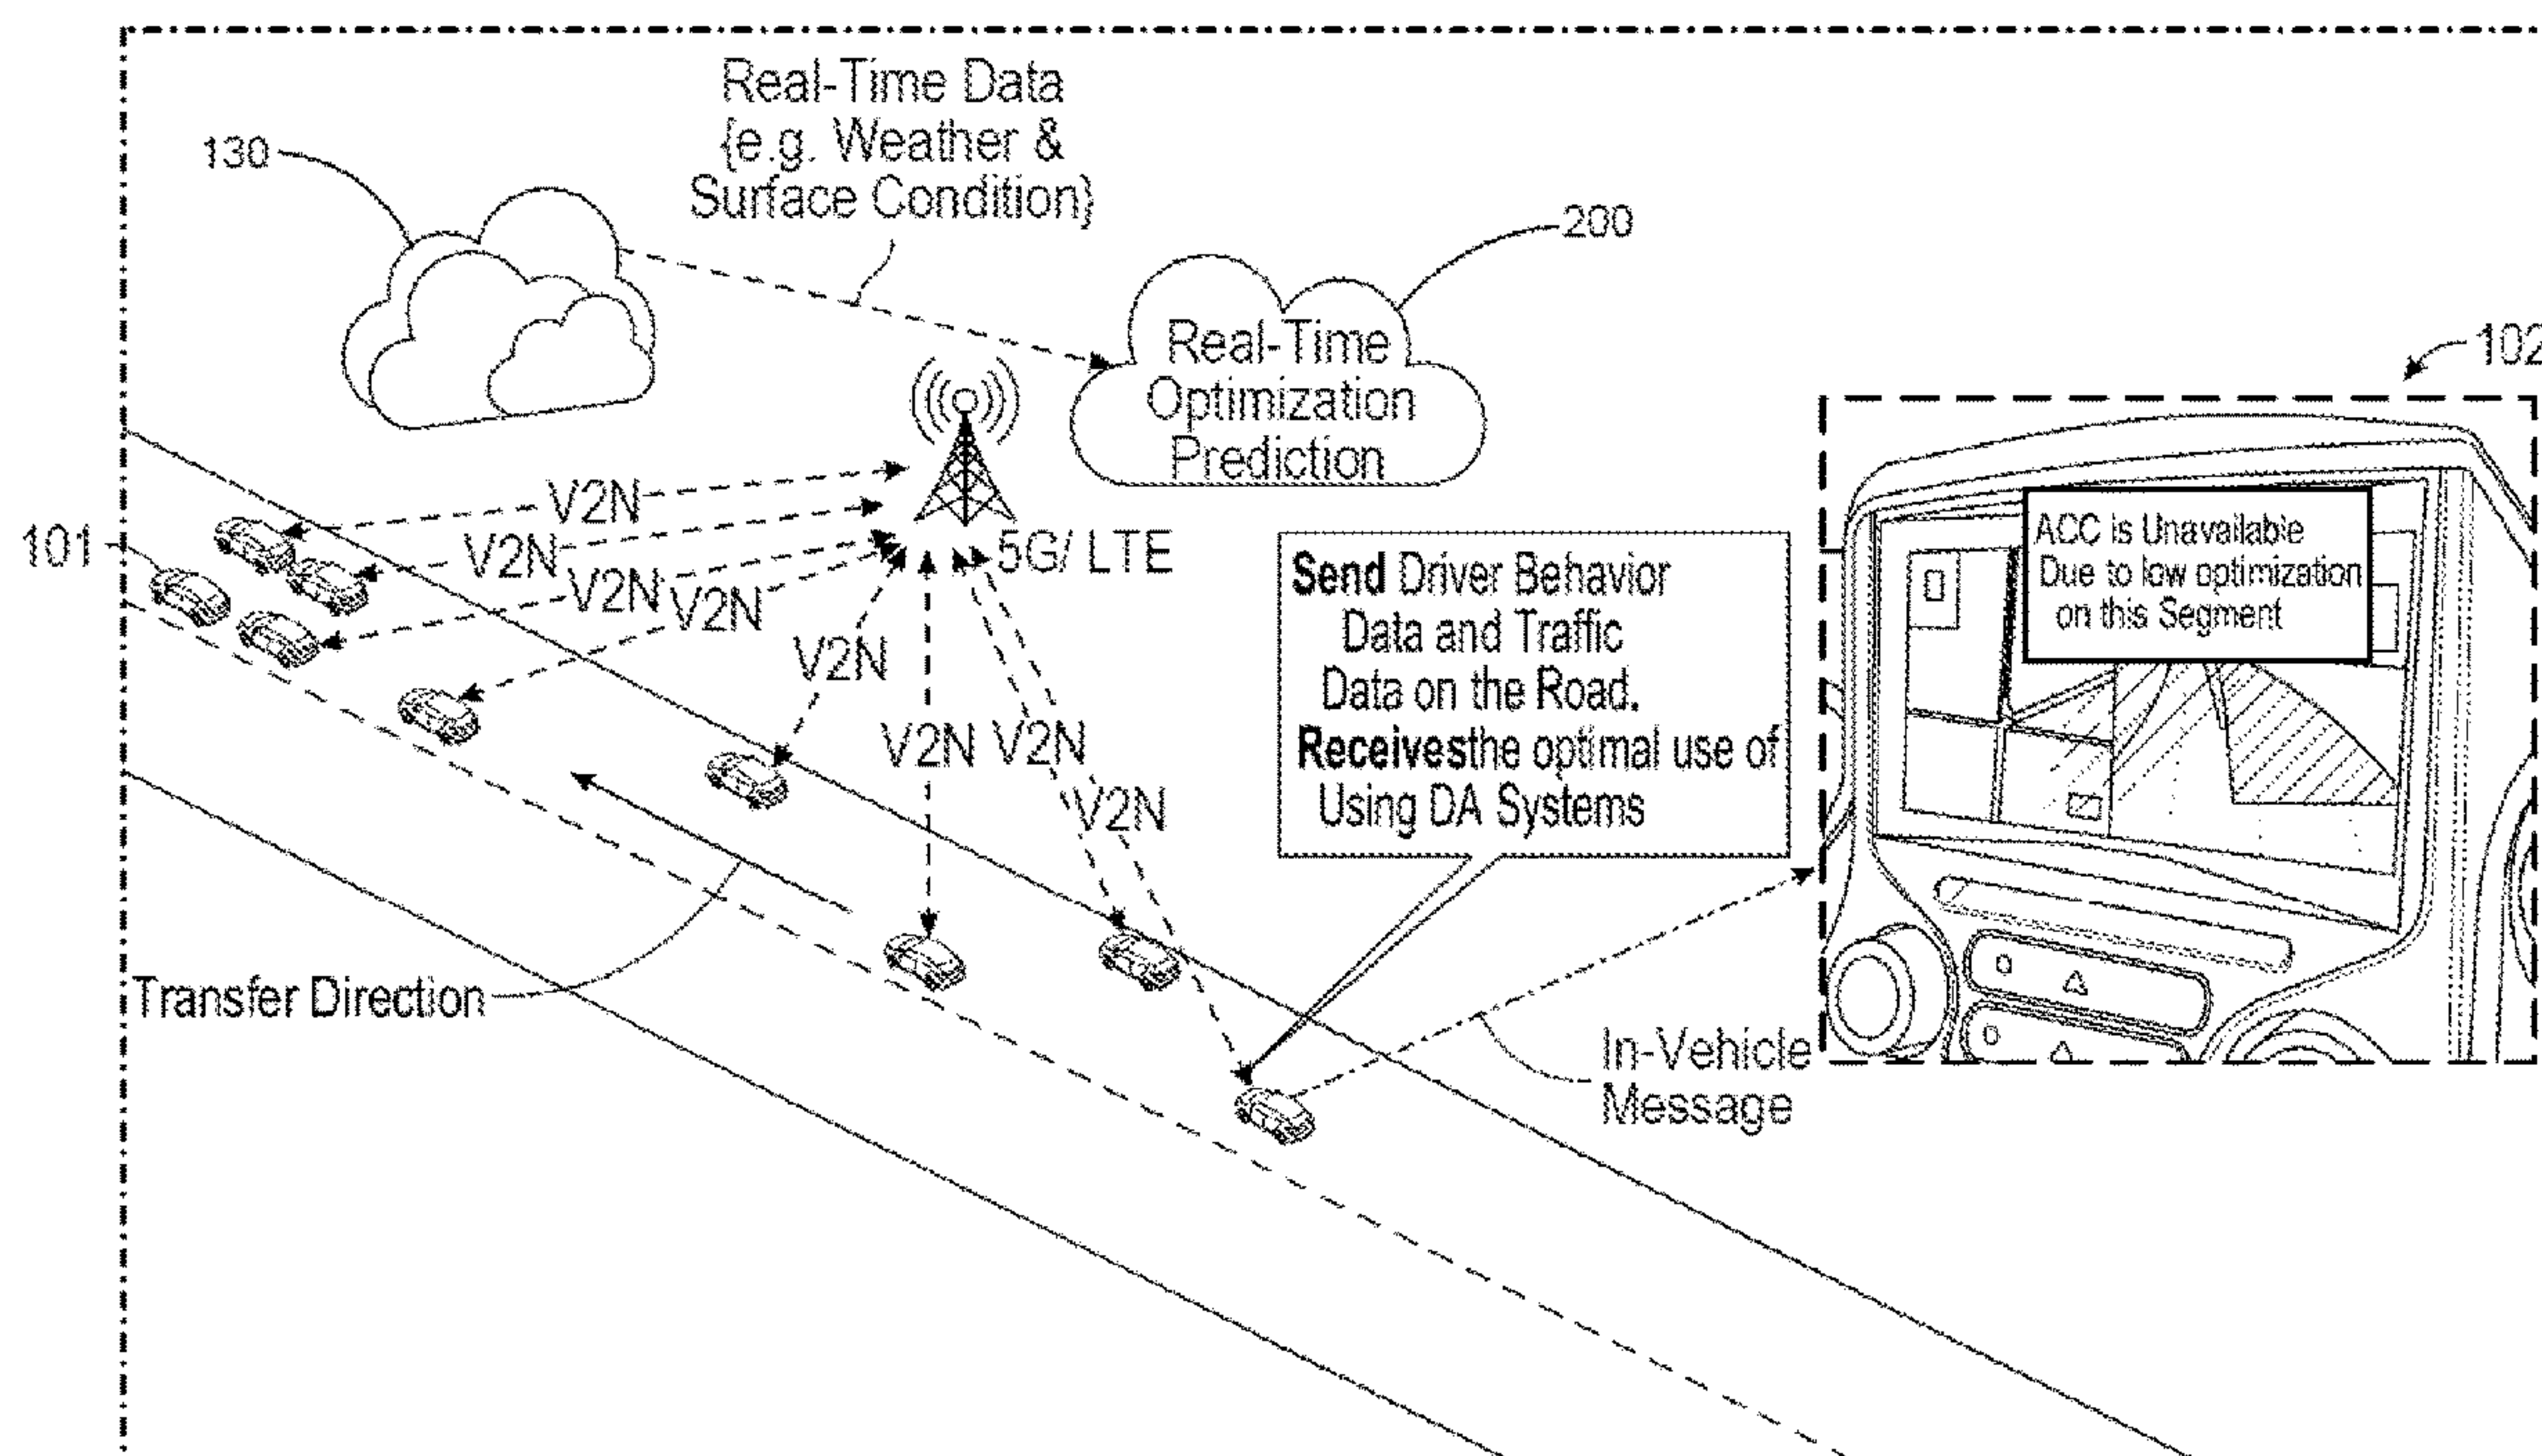 Real-Time Data
{e.g. Weather &
Surface Condition}
130
200
Real-Time
Optimization
Prediction
102
V2N
V2N
V2N
V2N
V2N
V2N
V2N
V2N
5G/ LTE
101
Send Driver Behavior
Data and Traffic
Data on the Road.
Receivesthe optimal use of
Using DA Systems
ACC is Unavailable
Due to low optimization
on this Segment
Transfer Direction
In-Vehicle
Message